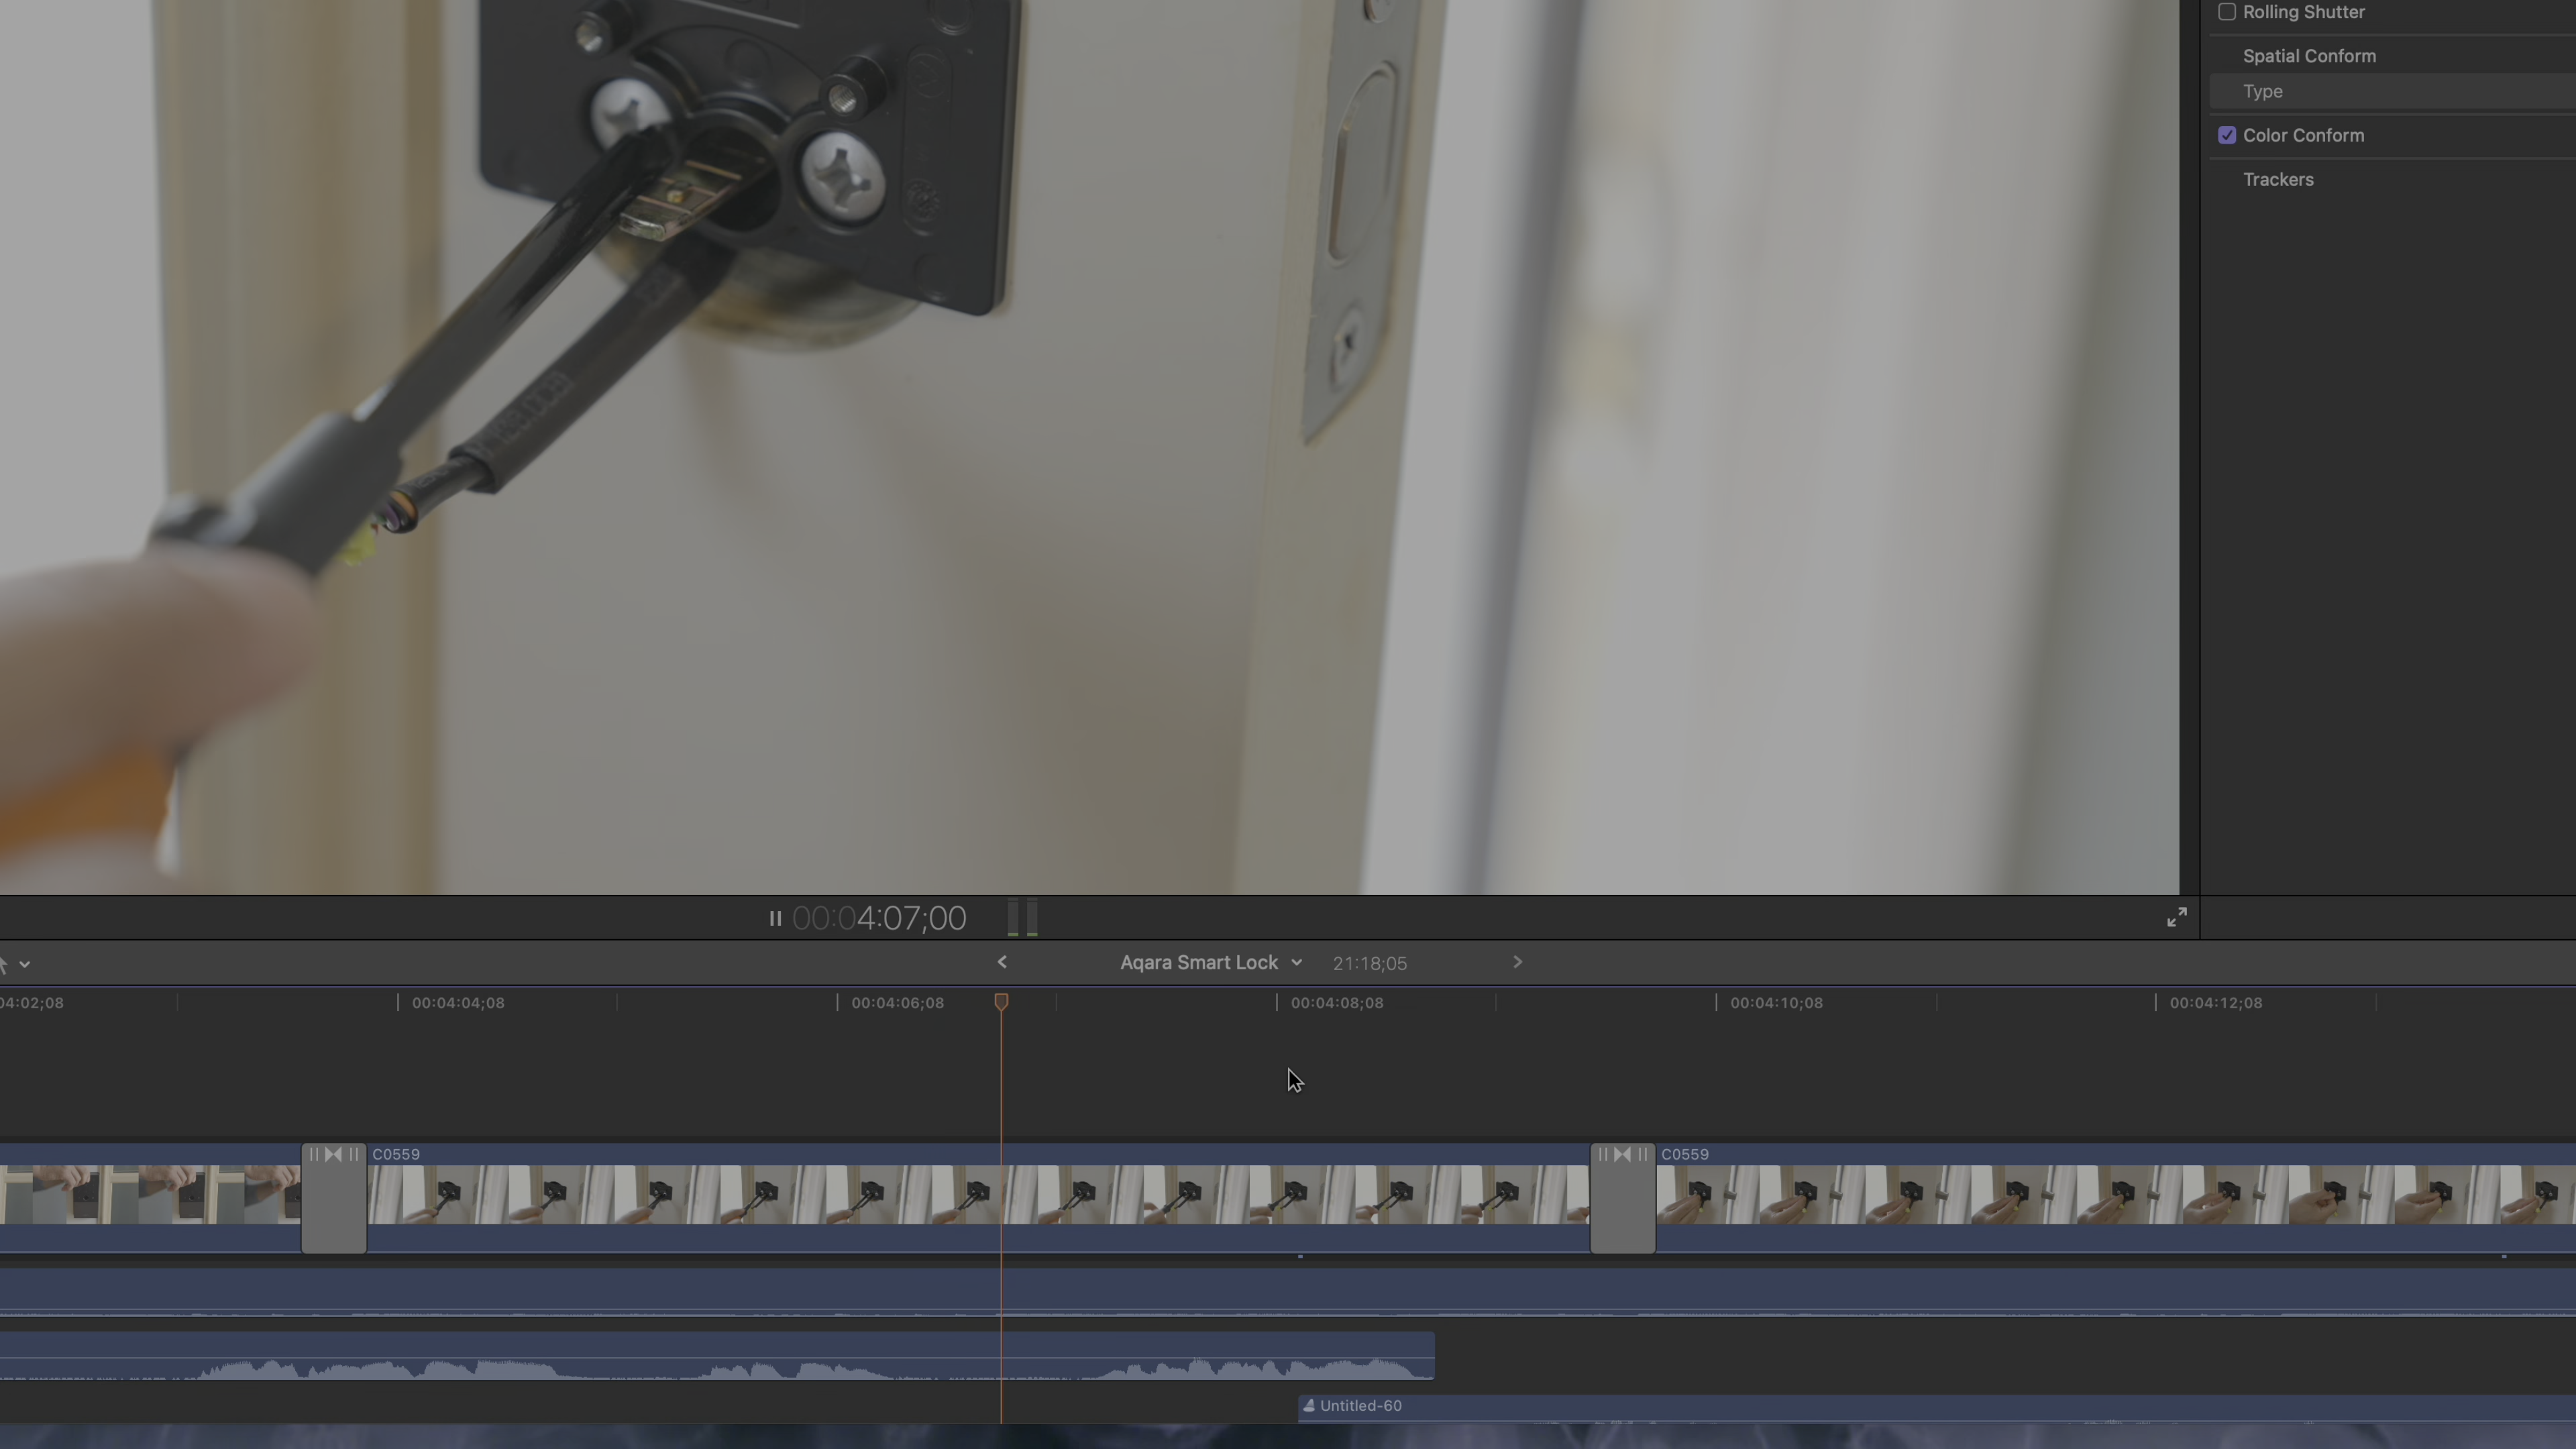 Rolling Shutter
Spatial Conform
Type
Color Conform
Trackers
00:04:07;00
Aqara Smart Lock
21:18;05
04:02;08
00:04:04;08
00:04:06;08
00:04:08;08
00:04:10;08
00:04:12;08
C0559
C0559
Untitled-60